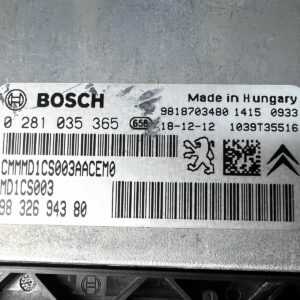 BOSCH
Made in Hungary
9818703480 1415 0933
0 281 035 365 658 18-12-12 1039T35516
CMMMD1CS003AACEM0
MD1CS003
98 326 943 80